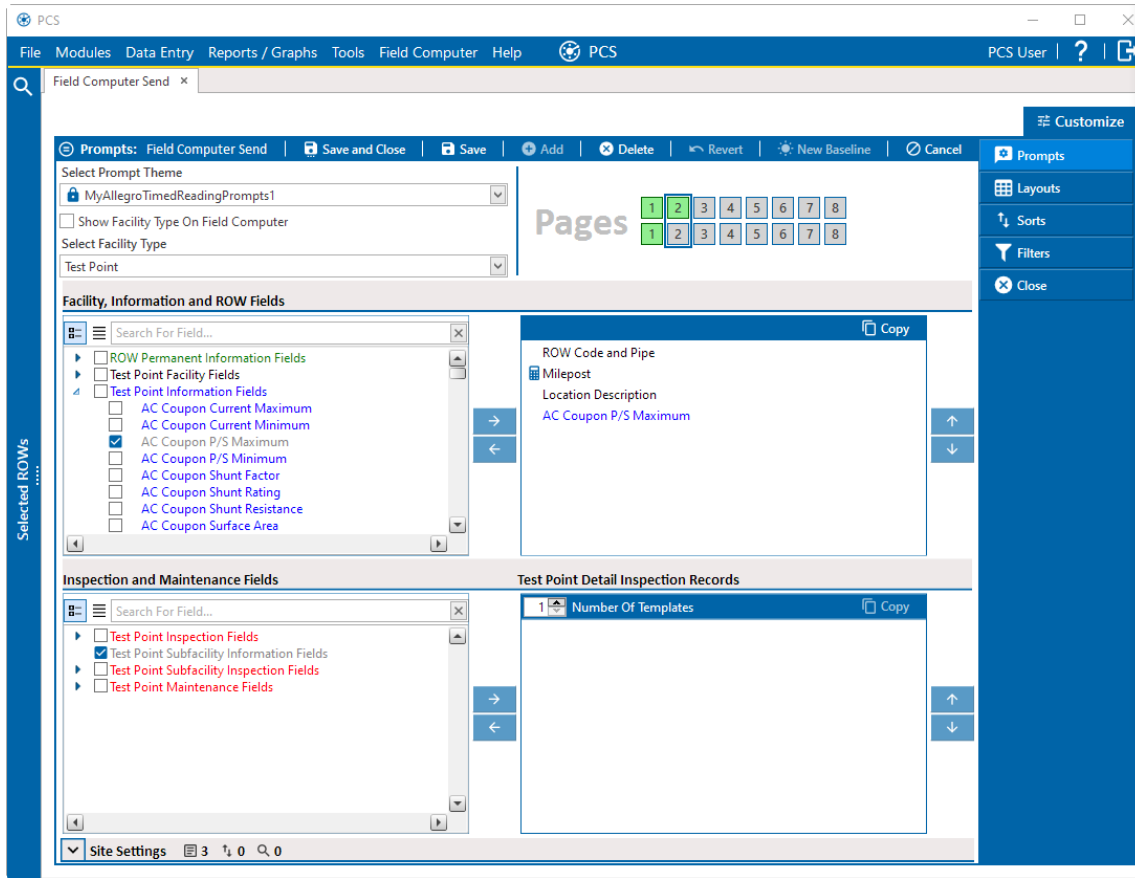 PCS
File Modules Data Entry Reports / Graphs Tools Field Computer Help PCS PCS User ?
Field Computer Send ×
Customize
Prompts: Field Computer Send | Save and Close | Save | Add | Delete | Revert | New Baseline | Cancel
Prompts
Layouts
Sorts
Filters
Close
Select Prompt Theme
MyAllegroTimedReadingPrompts1
Show Facility Type On Field Computer
Select Facility Type
Test Point
Pages
1 2 3 4 5 6 7 8
1 2 3 4 5 6 7 8
Facility, Information and ROW Fields
Search For Field...
ROW Permanent Information Fields
Test Point Facility Fields
Test Point Information Fields
AC Coupon Current Maximum
AC Coupon Current Minimum
AC Coupon P/S Maximum
AC Coupon P/S Minimum
AC Coupon Shunt Factor
AC Coupon Shunt Rating
AC Coupon Shunt Resistance
AC Coupon Surface Area
Copy
ROW Code and Pipe
Milepost
Location Description
AC Coupon P/S Maximum
Selected ROWs
Inspection and Maintenance Fields
Search For Field...
Test Point Inspection Fields
Test Point Subfacility Information Fields
Test Point Subfacility Inspection Fields
Test Point Maintenance Fields
Test Point Detail Inspection Records
1 Number Of Templates Copy
Site Settings 3 0 0